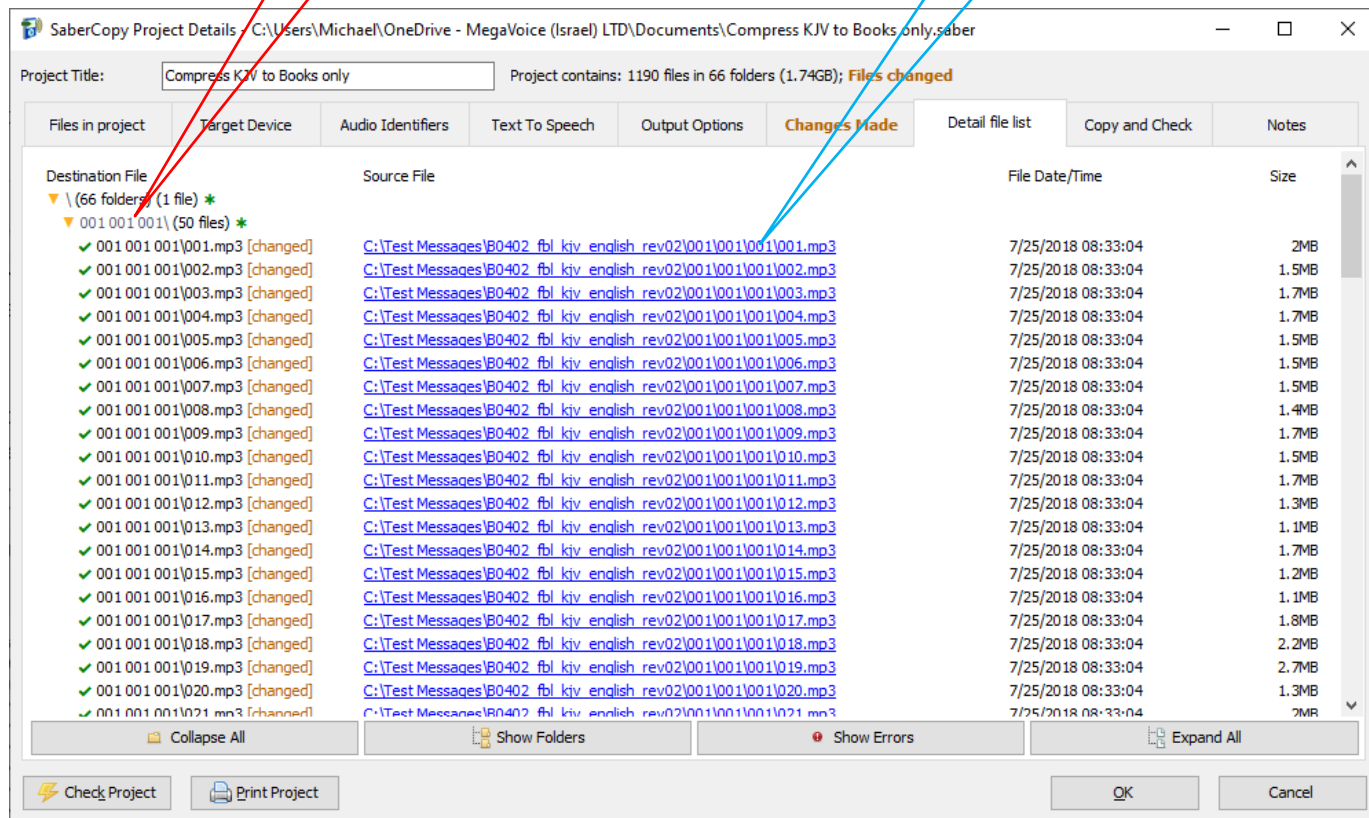 SaberCopy Project Details - C:\Users\Michael\OneDrive - MegaVoice (Israel) LTD\Documents\Compress KJV to Books only.saber
Project Title: Compress KJV to Books only Project contains: 1190 files in 66 folders (1.74GB); Files changed
Files in project Target Device Audio Identifiers Text To Speech Output Options Changes Made Detail file list Copy and Check Notes
Destination File Source File File Date/Time Size
\ (66 folders) (1 file) *
001 001 001\ (50 files) *
001 001 001\001.mp3 [changed] C:\Test Messages\B0402_fbl_kjv_english_rev02\001\001\001\001.mp3 7/25/2018 08:33:04 2MB
001 001 001\002.mp3 [changed] C:\Test Messages\B0402_fbl_kjv_english_rev02\001\001\001\002.mp3 7/25/2018 08:33:04 1.5MB
001 001 001\003.mp3 [changed] C:\Test Messages\B0402_fbl_kjv_english_rev02\001\001\001\003.mp3 7/25/2018 08:33:04 1.7MB
001 001 001\004.mp3 [changed] C:\Test Messages\B0402_fbl_kjv_english_rev02\001\001\001\004.mp3 7/25/2018 08:33:04 1.7MB
001 001 001\005.mp3 [changed] C:\Test Messages\B0402_fbl_kjv_english_rev02\001\001\001\005.mp3 7/25/2018 08:33:04 1.5MB
001 001 001\006.mp3 [changed] C:\Test Messages\B0402_fbl_kjv_english_rev02\001\001\001\006.mp3 7/25/2018 08:33:04 1.5MB
001 001 001\007.mp3 [changed] C:\Test Messages\B0402_fbl_kjv_english_rev02\001\001\001\007.mp3 7/25/2018 08:33:04 1.5MB
001 001 001\008.mp3 [changed] C:\Test Messages\B0402_fbl_kjv_english_rev02\001\001\001\008.mp3 7/25/2018 08:33:04 1.4MB
001 001 001\009.mp3 [changed] C:\Test Messages\B0402_fbl_kjv_english_rev02\001\001\001\009.mp3 7/25/2018 08:33:04 1.7MB
001 001 001\010.mp3 [changed] C:\Test Messages\B0402_fbl_kjv_english_rev02\001\001\001\010.mp3 7/25/2018 08:33:04 1.5MB
001 001 001\011.mp3 [changed] C:\Test Messages\B0402_fbl_kjv_english_rev02\001\001\001\011.mp3 7/25/2018 08:33:04 1.7MB
001 001 001\012.mp3 [changed] C:\Test Messages\B0402_fbl_kjv_english_rev02\001\001\001\012.mp3 7/25/2018 08:33:04 1.3MB
001 001 001\013.mp3 [changed] C:\Test Messages\B0402_fbl_kjv_english_rev02\001\001\001\013.mp3 7/25/2018 08:33:04 1.1MB
001 001 001\014.mp3 [changed] C:\Test Messages\B0402_fbl_kjv_english_rev02\001\001\001\014.mp3 7/25/2018 08:33:04 1.7MB
001 001 001\015.mp3 [changed] C:\Test Messages\B0402_fbl_kjv_english_rev02\001\001\001\015.mp3 7/25/2018 08:33:04 1.2MB
001 001 001\016.mp3 [changed] C:\Test Messages\B0402_fbl_kjv_english_rev02\001\001\001\016.mp3 7/25/2018 08:33:04 1.1MB
001 001 001\017.mp3 [changed] C:\Test Messages\B0402_fbl_kjv_english_rev02\001\001\001\017.mp3 7/25/2018 08:33:04 1.8MB
001 001 001\018.mp3 [changed] C:\Test Messages\B0402_fbl_kjv_english_rev02\001\001\001\018.mp3 7/25/2018 08:33:04 2.2MB
001 001 001\019.mp3 [changed] C:\Test Messages\B0402_fbl_kjv_english_rev02\001\001\001\019.mp3 7/25/2018 08:33:04 2.7MB
001 001 001\020.mp3 [changed] C:\Test Messages\B0402_fbl_kjv_english_rev02\001\001\001\020.mp3 7/25/2018 08:33:04 1.3MB
001 001 001\021.mp3 [changed] C:\Test Messages\B0402_fbl_kjv_english_rev02\001\001\001\021.mp3 7/25/2018 08:33:04 2MB
Collapse All Show Folders Show Errors Expand All
Check Project Print Project OK Cancel